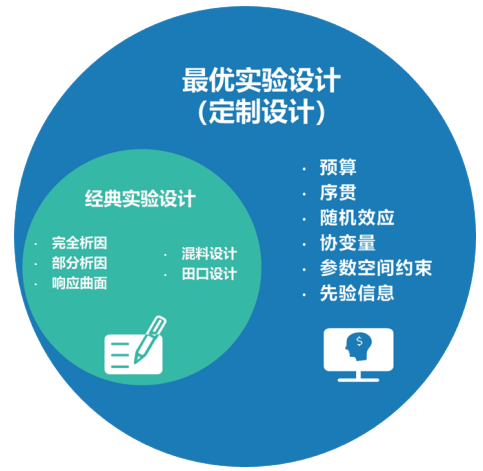 最优实验设计
（定制设计）
经典实验设计
· 完全析因
· 部分析因
· 响应曲面
· 混料设计
· 田口设计
· 预算
· 序贯
· 随机效应
· 协变量
· 参数空间约束
· 先验信息
$